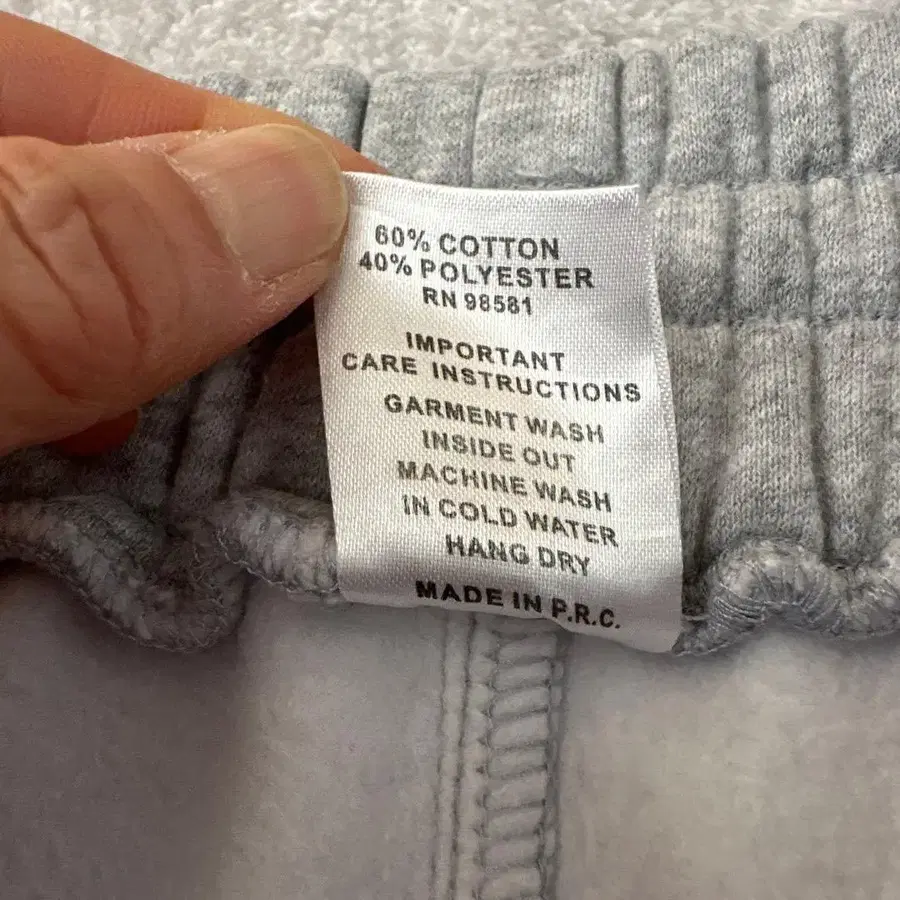 60% COTTON
40% POLYESTER
RN 98581
IMPORTANT
CARE INSTRUCTIONS
GARMENT WASH
INSIDE OUT
MACHINE WASH
IN COLD WATER
HANG DRY
MADE IN P.R.C.